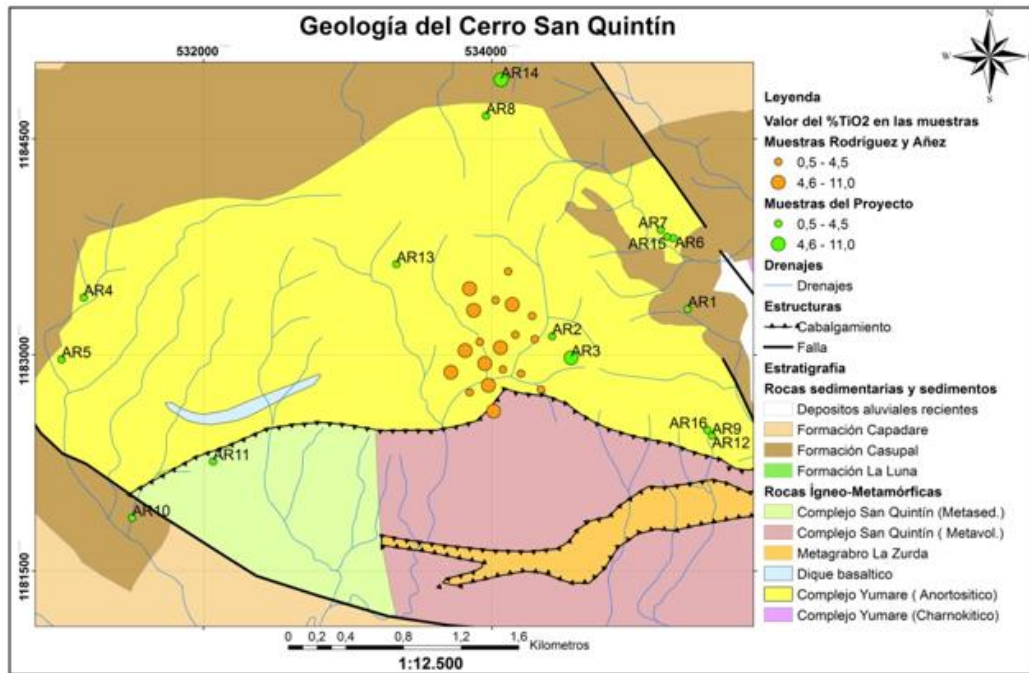 Geología del Cerro San Quintín
532000
534000
N
W
S
1184500
1183000
1181500
AR14
AR8
AR7
AR15
AR6
AR13
AR4
AR1
AR2
AR3
AR5
AR16
AR9
AR12
AR11
AR10
Leyenda
Valor del %TiO2 en las muestras
Muestras Rodríguez y Añez
0,5 - 4,5
4,6 - 11,0
Muestras del Proyecto
0,5 - 4,5
4,6 - 11,0
Drenajes
Drenajes
Estructuras
Cabalgamiento
Falla
Estratigrafia
Rocas sedimentarias y sedimentos
Depositos aluviales recientes
Formación Capadare
Formación Casupal
Formación La Luna
Rocas Ígneo-Metamórficas
Complejo San Quintín (Metased.)
Complejo San Quintín ( Metavol.)
Metagrabro La Zurda
Dique basaltico
Complejo Yumare ( Anortositico)
Complejo Yumare (Charnokitico)
0 0,2 0,4 0,8 1,2 1,6
Kilometros
1:12.500